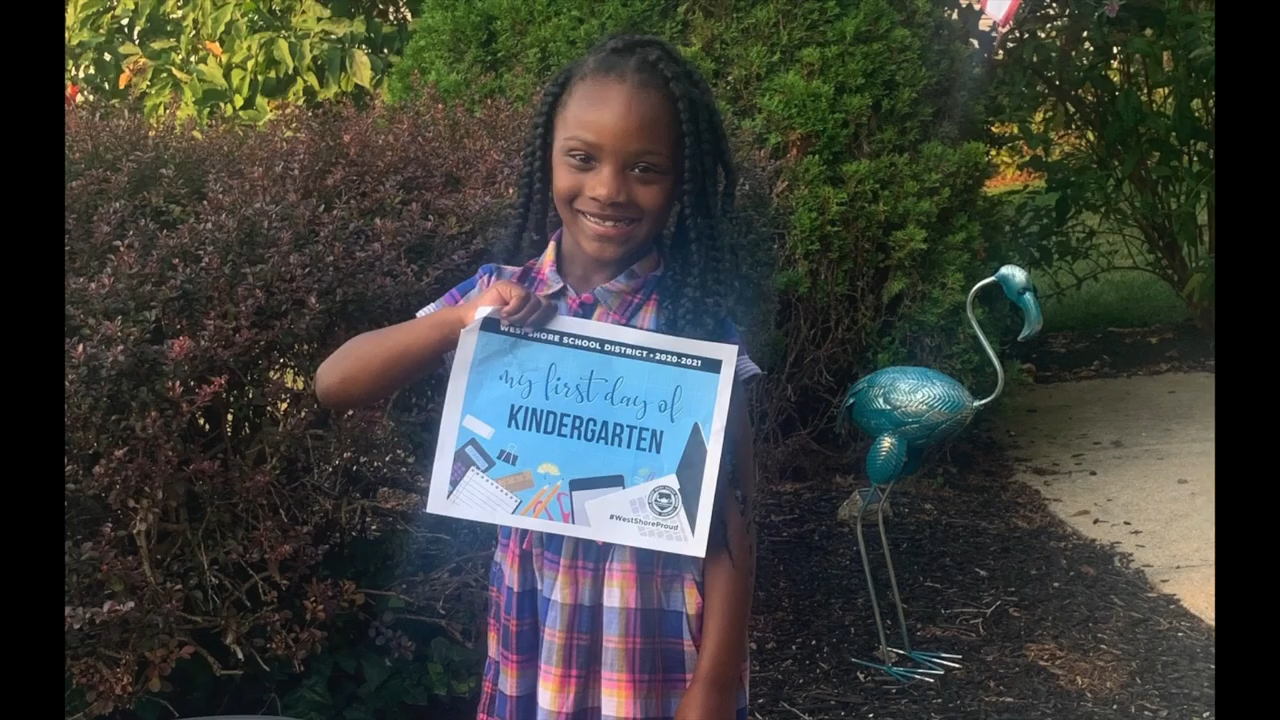 WEST SHORE SCHOOL DISTRICT • 2020-2021
my first day of
KINDERGARTEN
#WestShoreProud